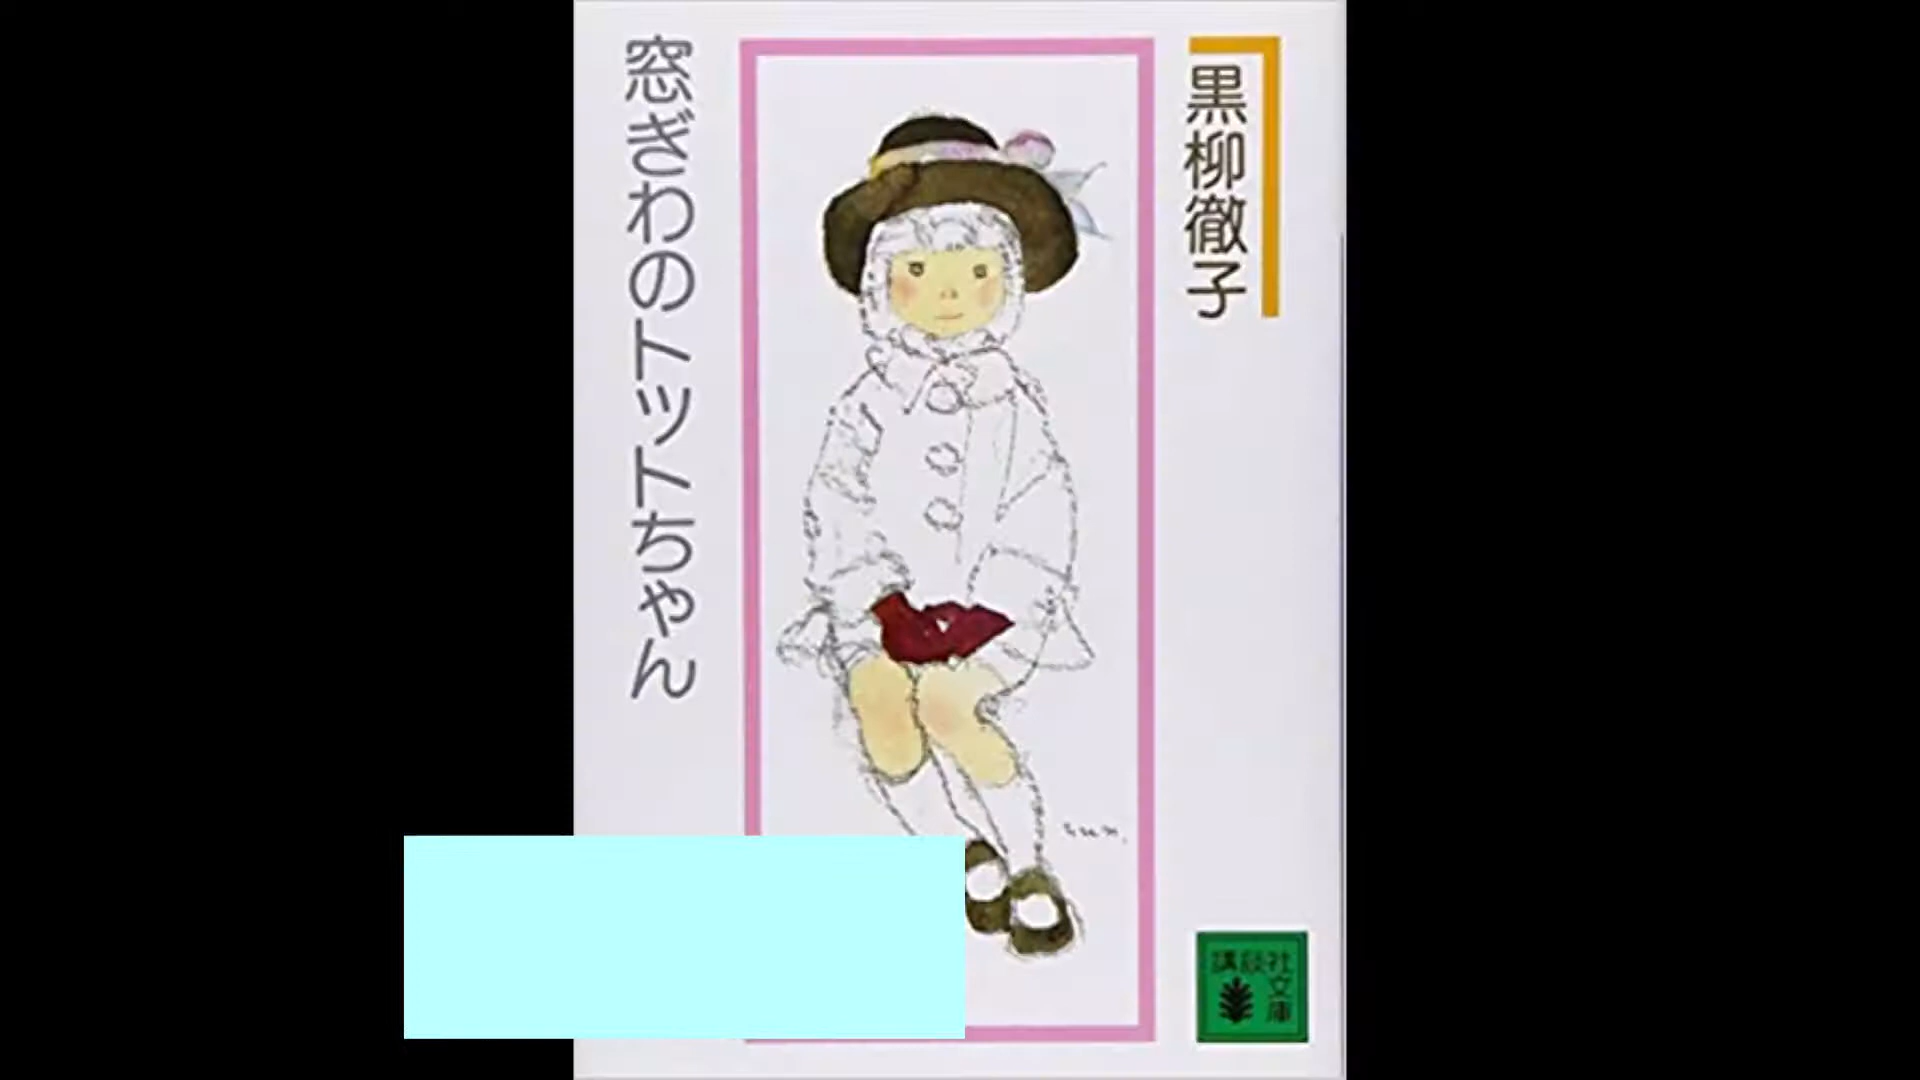 黒柳徹子
窓ぎわのトットちゃん
講談社
文庫